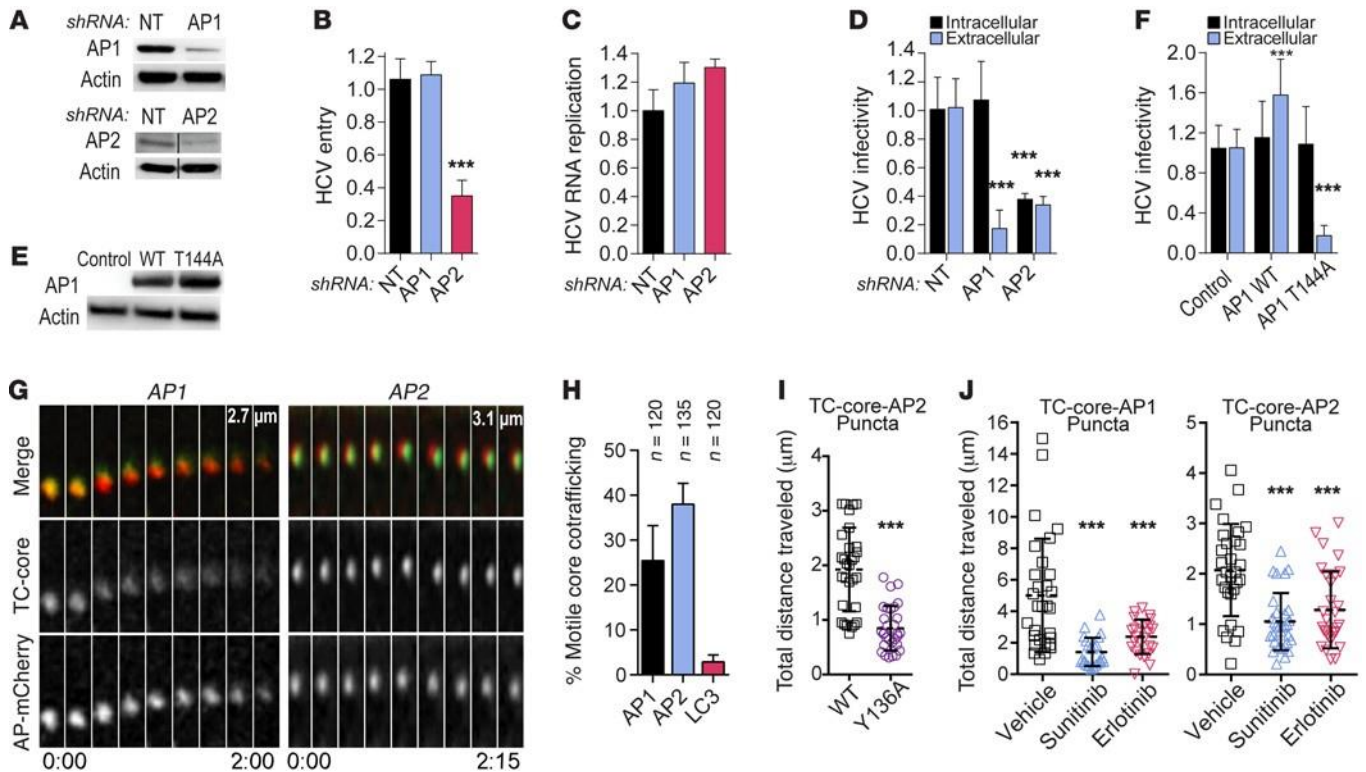 A
shRNA: NT AP1
AP1
Actin
shRNA: NT AP2
AP2
Actin
B
HCV entry
1.2
1.0
0.8
0.6
0.4
0.2
0.0
***
shRNA: NT AP1 AP2
C
HCV RNA replication
1.4
1.2
1.0
0.8
0.6
0.4
0.2
0.0
shRNA: NT AP1 AP2
D
Intracellular
Extracellular
HCV infectivity
1.4
1.2
1.0
0.8
0.6
0.4
0.2
0.0
***
***
***
shRNA: NT AP1 AP2
E
Control WT T144A
AP1
Actin
F
Intracellular
Extracellular
HCV infectivity
2.0
1.6
1.2
0.8
0.4
0.0
***
***
Control AP1 WT AP1 T144A
G
AP1
AP2
2.7 μm
3.1 μm
Merge
TC-core
AP-mCherry
0:00 2:00
0:00 2:15
H
n = 120
n = 135
n = 120
% Motile core cotrafficking
50
40
30
20
10
0
AP1 AP2 LC3
I
TC-core-AP2
Puncta
Total distance traveled (μm)
4
3
2
1
0
***
WT Y136A
J
TC-core-AP1
Puncta
Total distance traveled (μm)
16
14
12
10
8
6
4
2
0
*** ***
Vehicle Sunitinib Erlotinib
TC-core-AP2
Puncta
5
4
3
2
1
0
*** ***
Vehicle Sunitinib Erlotinib